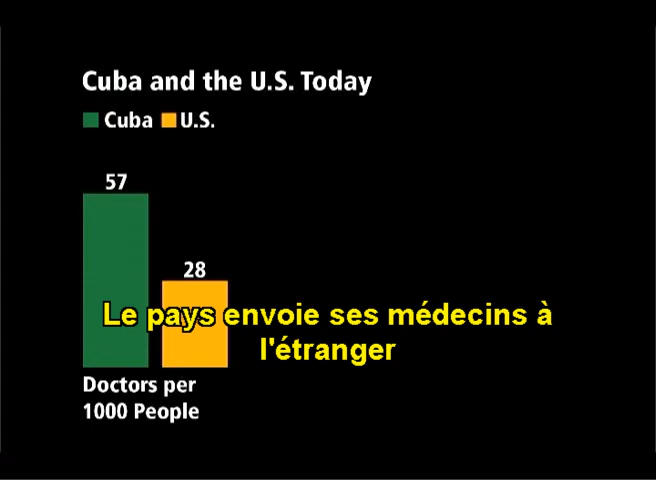 Cuba and the U.S. Today
Cuba U.S.
57
28
Le pays envoie ses médecins à
l'étranger
Doctors per
1000 People